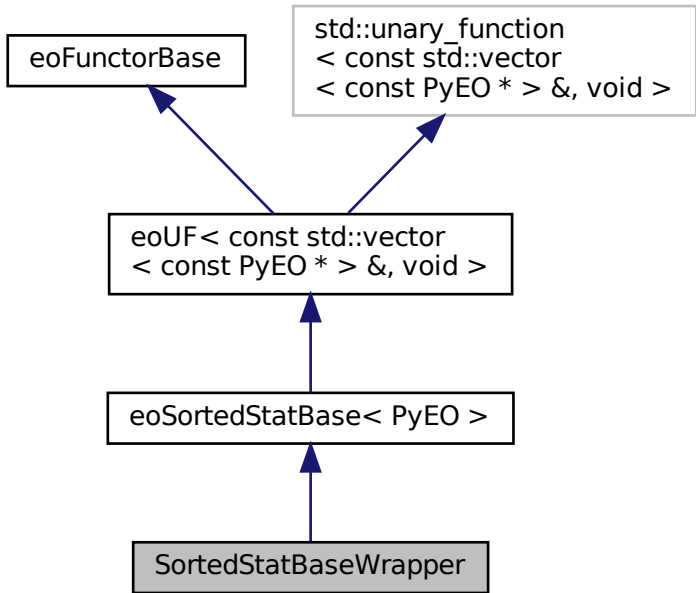 eoFunctorBase
std::unary_function
< const std::vector
< const PyEO * > &, void >
eoUF< const std::vector
< const PyEO * > &, void >
eoSortedStatBase< PyEO >
SortedStatBaseWrapper